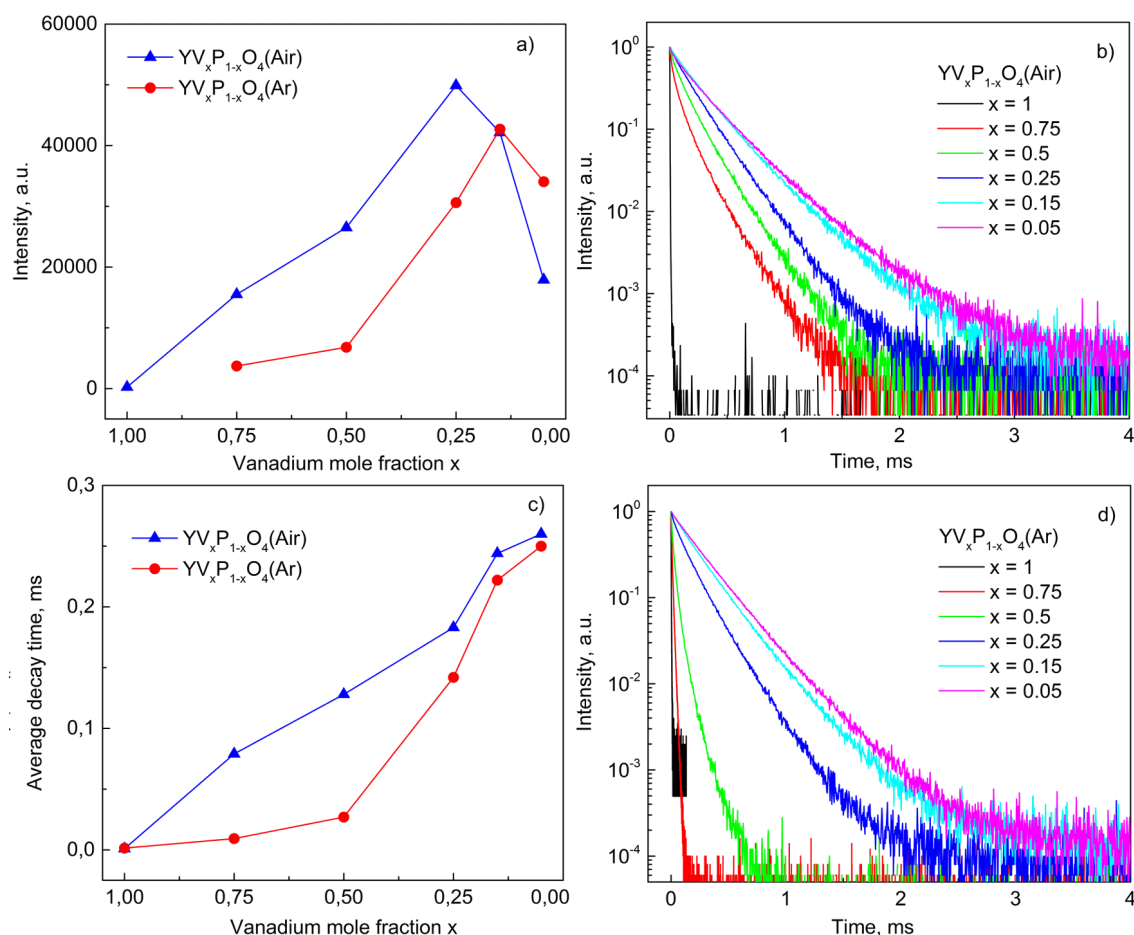 a)
60000
40000
20000
0
Intensity, a.u.
YVₓP₁₋ₓO₄(Air)
YVₓP₁₋ₓO₄(Ar)
1,00 0,75 0,50 0,25 0,00
Vanadium mole fraction x
b)
10⁰
10⁻¹
10⁻²
10⁻³
10⁻⁴
Intensity, a.u.
YVₓP₁₋ₓO₄(Air)
x = 1
x = 0.75
x = 0.5
x = 0.25
x = 0.15
x = 0.05
0 1 2 3 4
Time, ms
c)
0,3
0,2
0,1
0,0
Average decay time, ms
YVₓP₁₋ₓO₄(Air)
YVₓP₁₋ₓO₄(Ar)
1,00 0,75 0,50 0,25 0,00
Vanadium mole fraction x
d)
10⁰
10⁻¹
10⁻²
10⁻³
10⁻⁴
Intensity, a.u.
YVₓP₁₋ₓO₄(Ar)
x = 1
x = 0.75
x = 0.5
x = 0.25
x = 0.15
x = 0.05
0 1 2 3 4
Time, ms